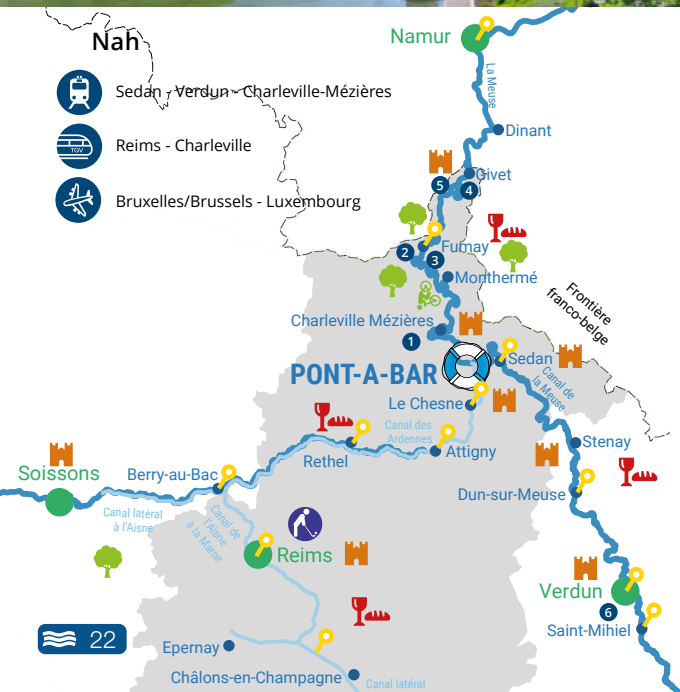 Nah
Sedan - Verdun - Charleville-Mézières
TGV
Reims - Charleville
Bruxelles/Brussels - Luxembourg
Namur
La Meuse
Dinant
Givet
5
4
Fumay
2
3
Monthermé
Frontière
franco-belge
Charleville Mézières
1
PONT-A-BAR
Sedan
Canal de
la Meuse
Le Chesne
Canal des
Ardennes
Attigny
Rethel
Stenay
Soissons
Berry-au-Bac
Dun-sur-Meuse
Canal latéral
à l'Aisne
Canal de
l'Aisne
à la Marne
Reims
Verdun
6
Saint-Mihiel
22
Epernay
Châlons-en-Champagne
Canal latéral